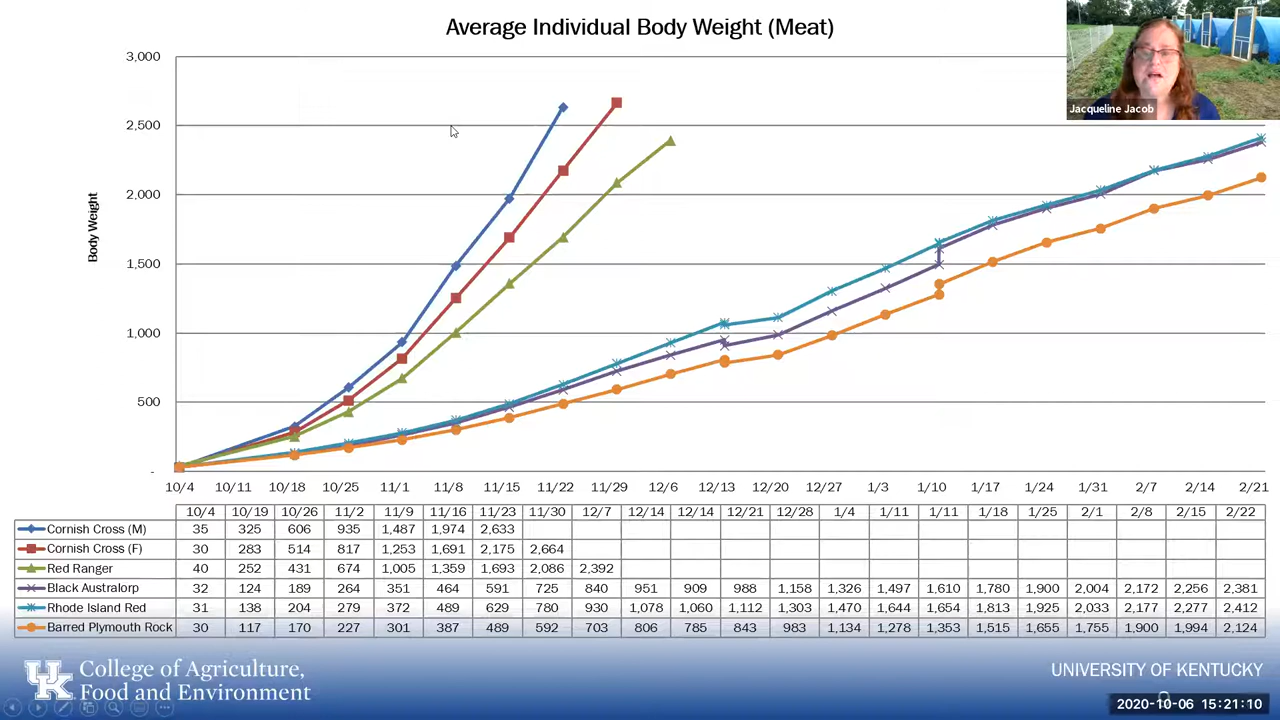 Average Individual Body Weight (Meat)
Jacqueline Jacob
Body Weight
3,000
2,500
2,000
1,500
1,000
500
-
10/4 10/11 10/18 10/25 11/1 11/8 11/15 11/22 11/29 12/6 12/13 12/20 12/27 1/3 1/10 1/17 1/24 1/31 2/7 2/14 2/21
10/4 10/19 10/26 11/2 11/9 11/16 11/23 11/30 12/7 12/14 12/14 12/21 12/28 1/4 1/11 1/11 1/18 1/25 2/1 2/8 2/15 2/22
Cornish Cross (M) 35 325 606 935 1,487 1,974 2,633
Cornish Cross (F) 30 283 514 817 1,253 1,691 2,175 2,664
Red Ranger 40 252 431 674 1,005 1,359 1,693 2,086 2,392
Black Australorp 32 124 189 264 351 464 591 725 840 951 909 988 1,158 1,326 1,497 1,610 1,780 1,900 2,004 2,172 2,256 2,381
Rhode Island Red 31 138 204 279 372 485 629 780 930 1,078 1,060 1,112 1,303 1,470 1,644 1,654 1,813 1,925 2,033 2,177 2,277 2,412
Barred Plymouth Rock 30 117 170 227 301 387 489 592 703 806 785 843 983 1,134 1,278 1,353 1,515 1,655 1,755 1,900 1,994 2,124
UK College of Agriculture,
Food and Environment
UNIVERSITY OF KENTUCKY
2020-10-06 15:21:10